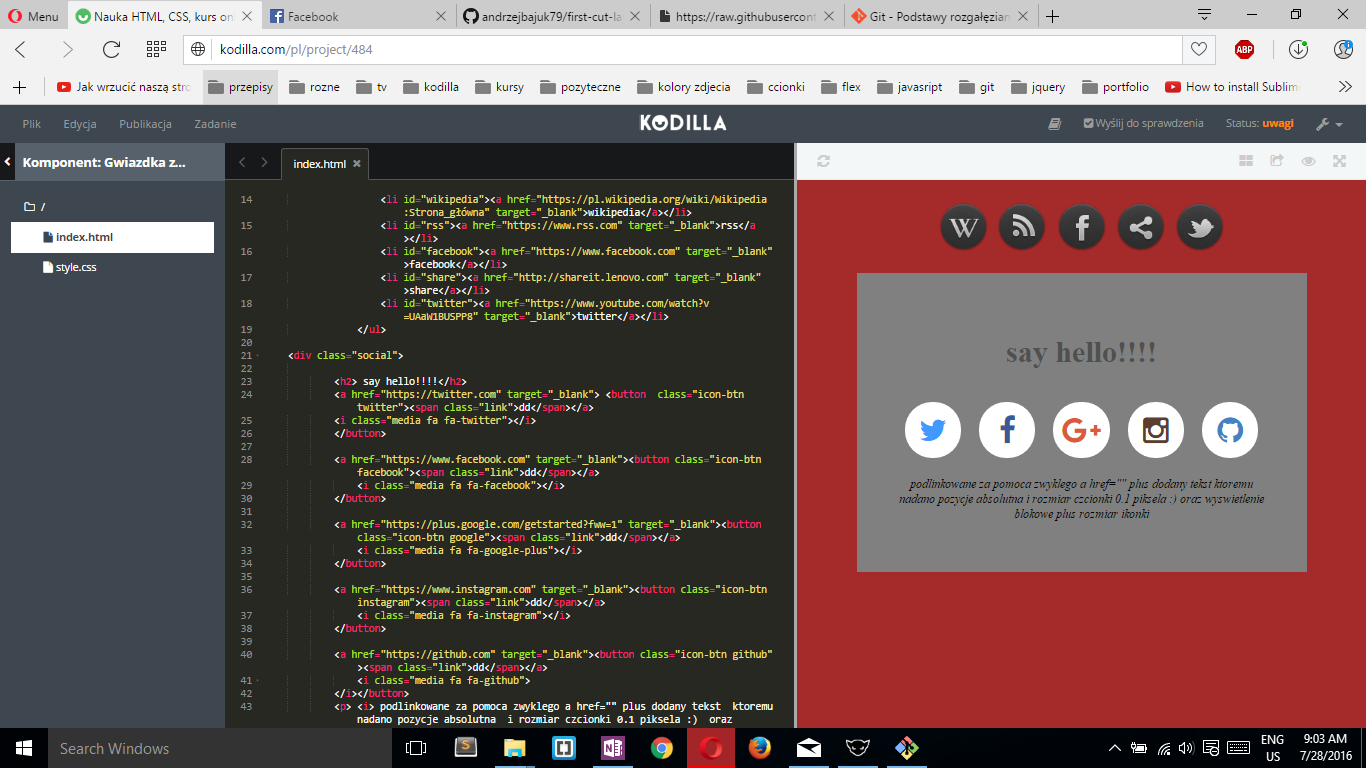 Menu
Nauka HTML, CSS, kurs on
Facebook
andrzejbajuk79/first-cut-la
https://raw.githubusercont
Git - Podstawy rozgałęzian
kodilla.com/pl/project/484
ABP
Jak wrzucić naszą stro
przepisy
rozne
tv
kodilla
kursy
pozyteczne
kolory zdjecia
ccionki
flex
javasript
git
jquery
portfolio
How to install Sublim
Plik
Edycja
Publikacja
Zadanie
KODILLA
Wyślij do sprawdzenia
Status: uwagi
Komponent: Gwiazdka z...
index.html
/
index.html
style.css
14 <li id="wikipedia"><a href="https://pl.wikipedia.org/wiki/Wikipedia
:Strona_główna" target="_blank">wikipedia</a></li>
15 <li id="rss"><a href="https://www.rss.com" target="_blank">rss</a
></li>
16 <li id="facebook"><a href="https://www.facebook.com" target="_blank"
>facebook</a></li>
17 <li id="share"><a href="http://shareit.lenovo.com" target="_blank"
>share</a></li>
18 <li id="twitter"><a href="https://www.youtube.com/watch?v
=UAaW1BUSPP8" target="_blank">twitter</a></li>
19 </ul>
20
21 <div class="social">
22
23 <h2> say hello!!!!</h2>
24 <a href="https://twitter.com" target="_blank"> <button  class="icon-btn
twitter"><span class="link">dd</span></a>
25 <i class="media fa fa-twitter"></i>
26 </button>
27
28 <a href="https://www.facebook.com" target="_blank"><button class="icon-btn
facebook"><span class="link">dd</span></a>
29 <i class="media fa fa-facebook"></i>
30 </button>
31
32 <a href="https://plus.google.com/getstarted?fww=1" target="_blank"><button
class="icon-btn google"><span class="link">dd</span></a>
33 <i class="media fa fa-google-plus"></i>
34 </button>
35
36 <a href="https://www.instagram.com" target="_blank"><button class="icon-btn
instagram"><span class="link">dd</span></a>
37 <i class="media fa fa-instagram"></i>
38 </button>
39
40 <a href="https://github.com" target="_blank"><button class="icon-btn github"
><span class="link">dd</span></a>
41 <i class="media fa fa-github">
42 </i></button>
43 <p> <i> podlinkowane za pomoca zwyklego a href="" plus dodany tekst  ktoremu
nadano pozycje absolutna  i rozmiar czcionki 0.1 piksela :)  oraz
W
say hello!!!!
G+
podlinkowane za pomoca zwyklego a href="" plus dodany tekst ktoremu
nadano pozycje absolutna i rozmiar czcionki 0.1 piksela :) oraz wyswietlenie
blokowe plus rozmiar ikonki
Search Windows
ENG
US
9:03 AM
7/28/2016